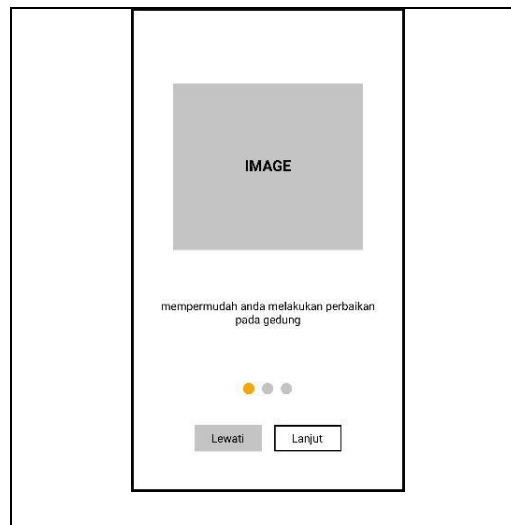 IMAGE
mempermudah anda melakukan perbaikan
pada gedung
Lewati
Lanjut